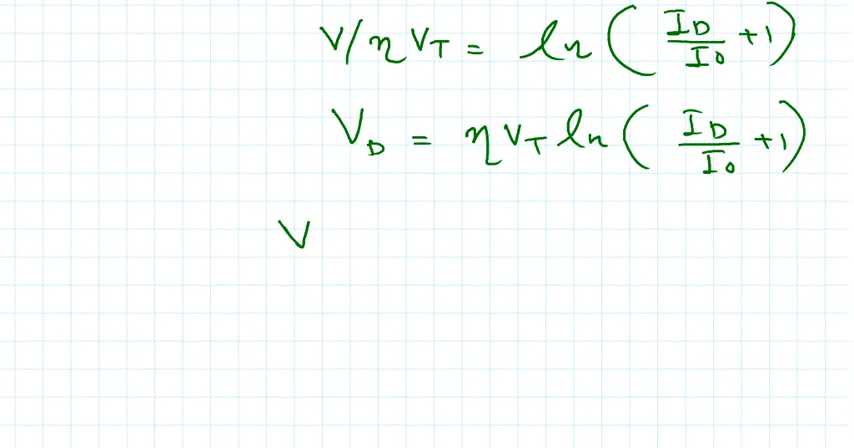 V/ηV_T = ln(I_D/I_0 + 1)
V_D = ηV_T ln(I_D/I_0 + 1)
V